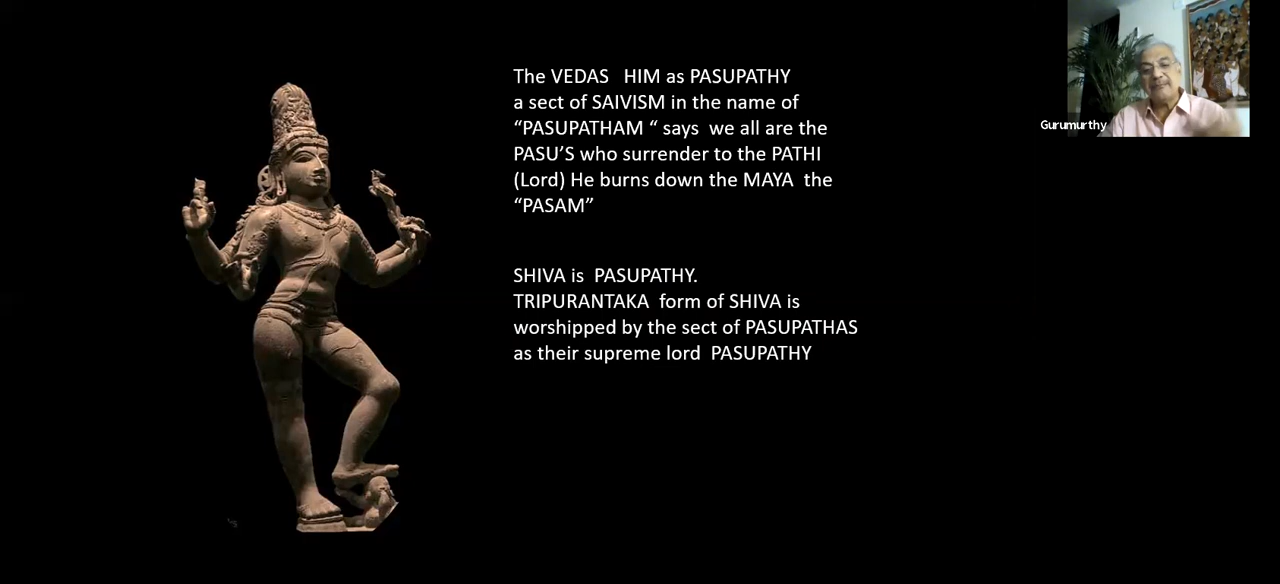 The VEDAS   HIM as PASUPATHY
a sect of SAIVISM in the name of
“PASUPATHAM “ says  we all are the
PASU’S who surrender to the PATHI
(Lord) He burns down the MAYA  the
“PASAM”
SHIVA is  PASUPATHY.
TRIPURANTAKA  form of SHIVA is
worshipped by the sect of PASUPATHAS
as their supreme lord  PASUPATHY
Gurumurthy